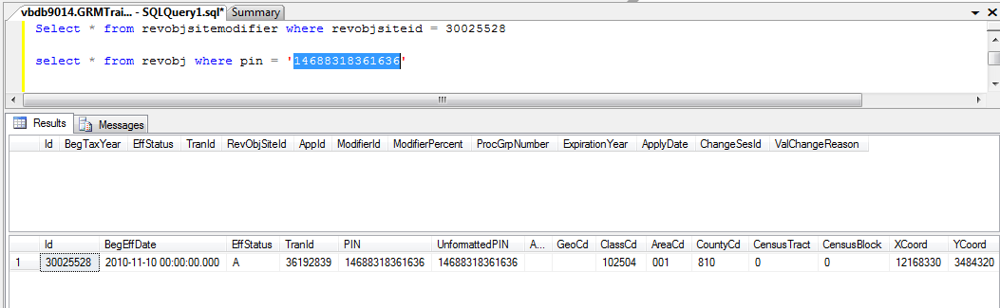 vbdb9014.GRMTrai... - SQLQuery1.sql* Summary
Select * from revobjsitemodifier where revobjsiteid = 30025528
select * from revobj where pin = '14688318361636'
Results Messages
Id BegTaxYear EffStatus TranId RevObjSiteId AppId ModifierId ModifierPercent ProcGrpNumber ExpirationYear ApplyDate ChangeSesId ValChangeReason
Id BegEffDate EffStatus TranId PIN UnformattedPIN A... GeoCd ClassCd AreaCd CountyCd CensusTract CensusBlock XCoord YCoord
1 30025528 2010-11-10 00:00:00.000 A 36192839 14688318361636 14688318361636 102504 001 810 0 0 12168330 3484320